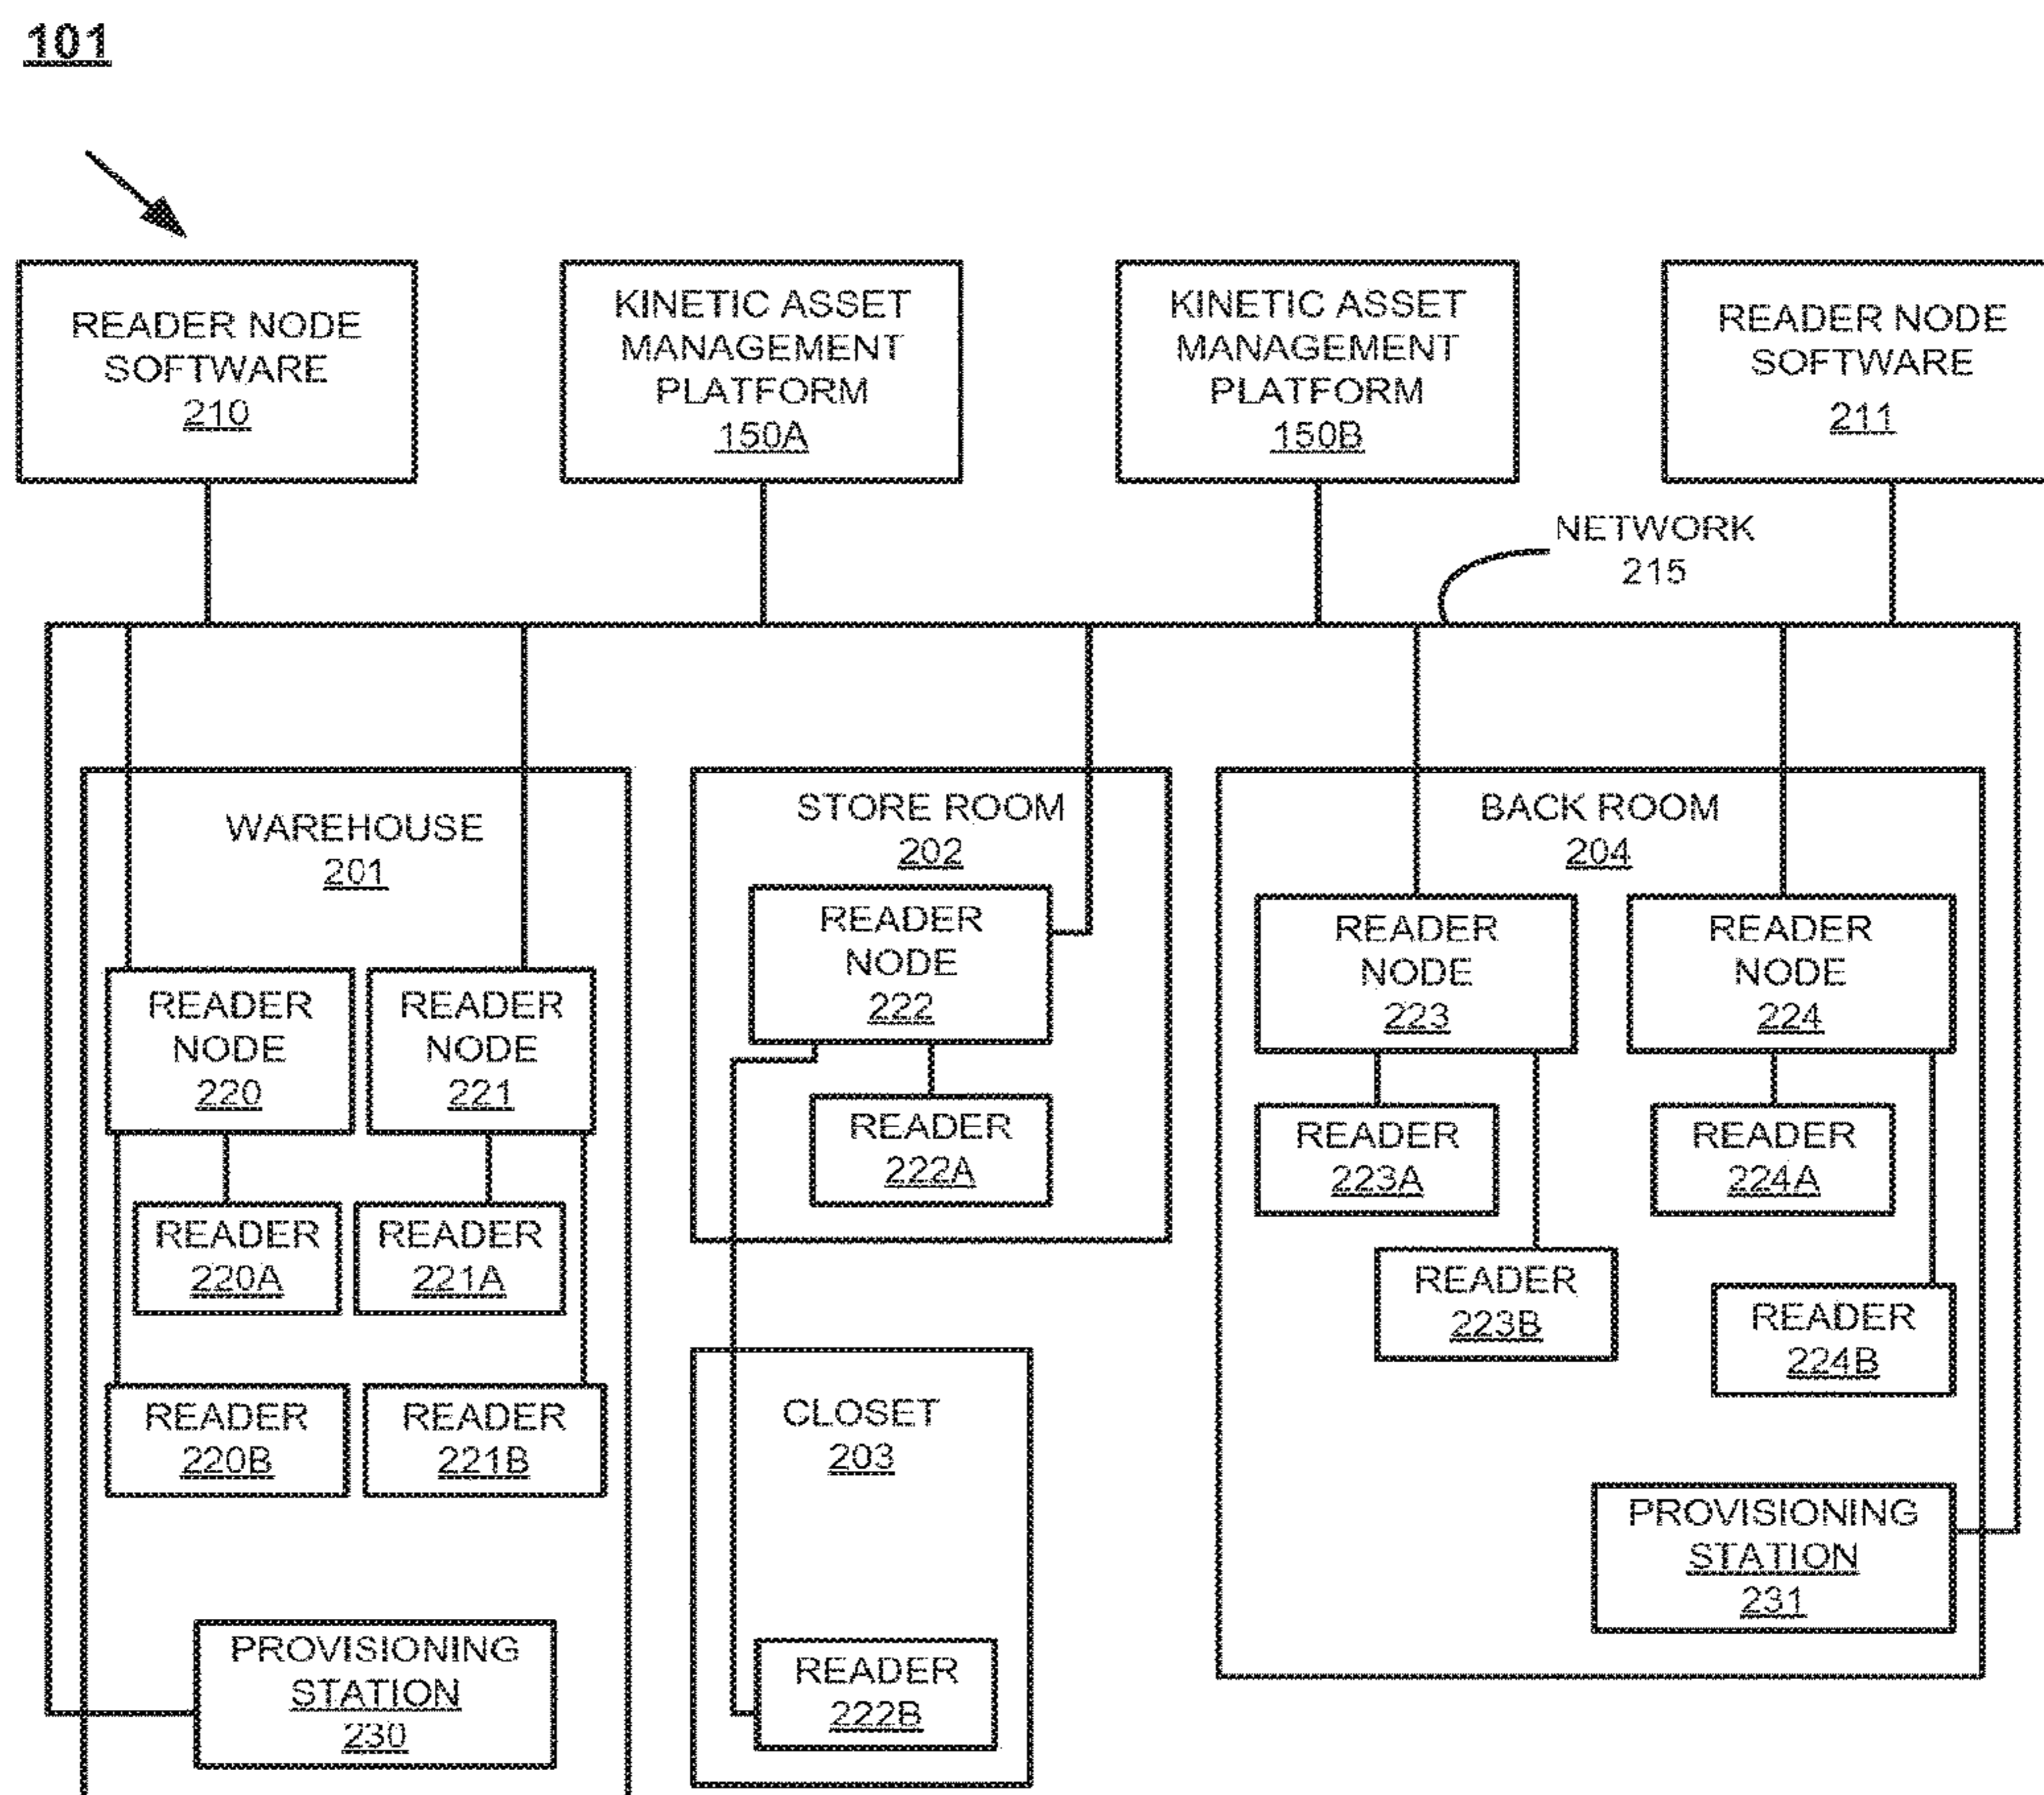 101
READER NODE
SOFTWARE
210
KINETIC ASSET
MANAGEMENT
PLATFORM
150A
KINETIC ASSET
MANAGEMENT
PLATFORM
150B
READER NODE
SOFTWARE
211
NETWORK
215
WAREHOUSE
201
READER
NODE
220
READER
NODE
221
READER
220A
READER
221A
READER
220B
READER
221B
PROVISIONING
STATION
230
STORE ROOM
202
READER
NODE
222
READER
222A
CLOSET
203
READER
222B
BACK ROOM
204
READER
NODE
223
READER
NODE
224
READER
223A
READER
224A
READER
223B
READER
224B
PROVISIONING
STATION
231